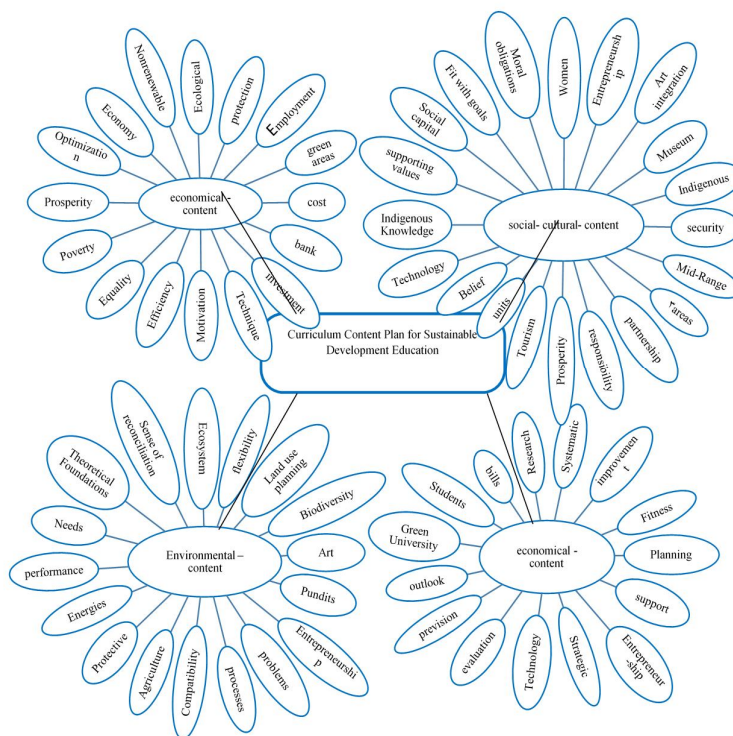 Nonrenewable
Ecological
protection
Employment
green
areas
cost
bank
investment
Technique
Motivation
Efficiency
Equality
Poverty
Prosperity
Optimizatio
n
Economy
economical -
content
Moral
obligations
Women
Entrepreneursh
ip
Art
integration
Museum
Indigenous
security
Mid-Range
۳areas
partnership
responsibility
Prosperity
Tourism
units
Belief
Technology
Indigenous
Knowledge
supporting
values
Social
capital
Fit with goals
social- cultural- content
Curriculum Content Plan for Sustainable
Development Education
Sense of
reconciliation
Ecosystem
flexibility
Land use
planning
Biodiversity
Art
Pundits
Entrepreneurshi
p
problems
processes
Compatibility
Agriculture
Protective
Energies
performance
Needs
Theoretical
Foundations
Environmental –
content
bills
Research
Systematic
improvemen
t
Fitness
Planning
support
Entrepreneur
-ship
Strategic
Technology
evaluation
prevision
outlook
Green
University
Students
economical -
content